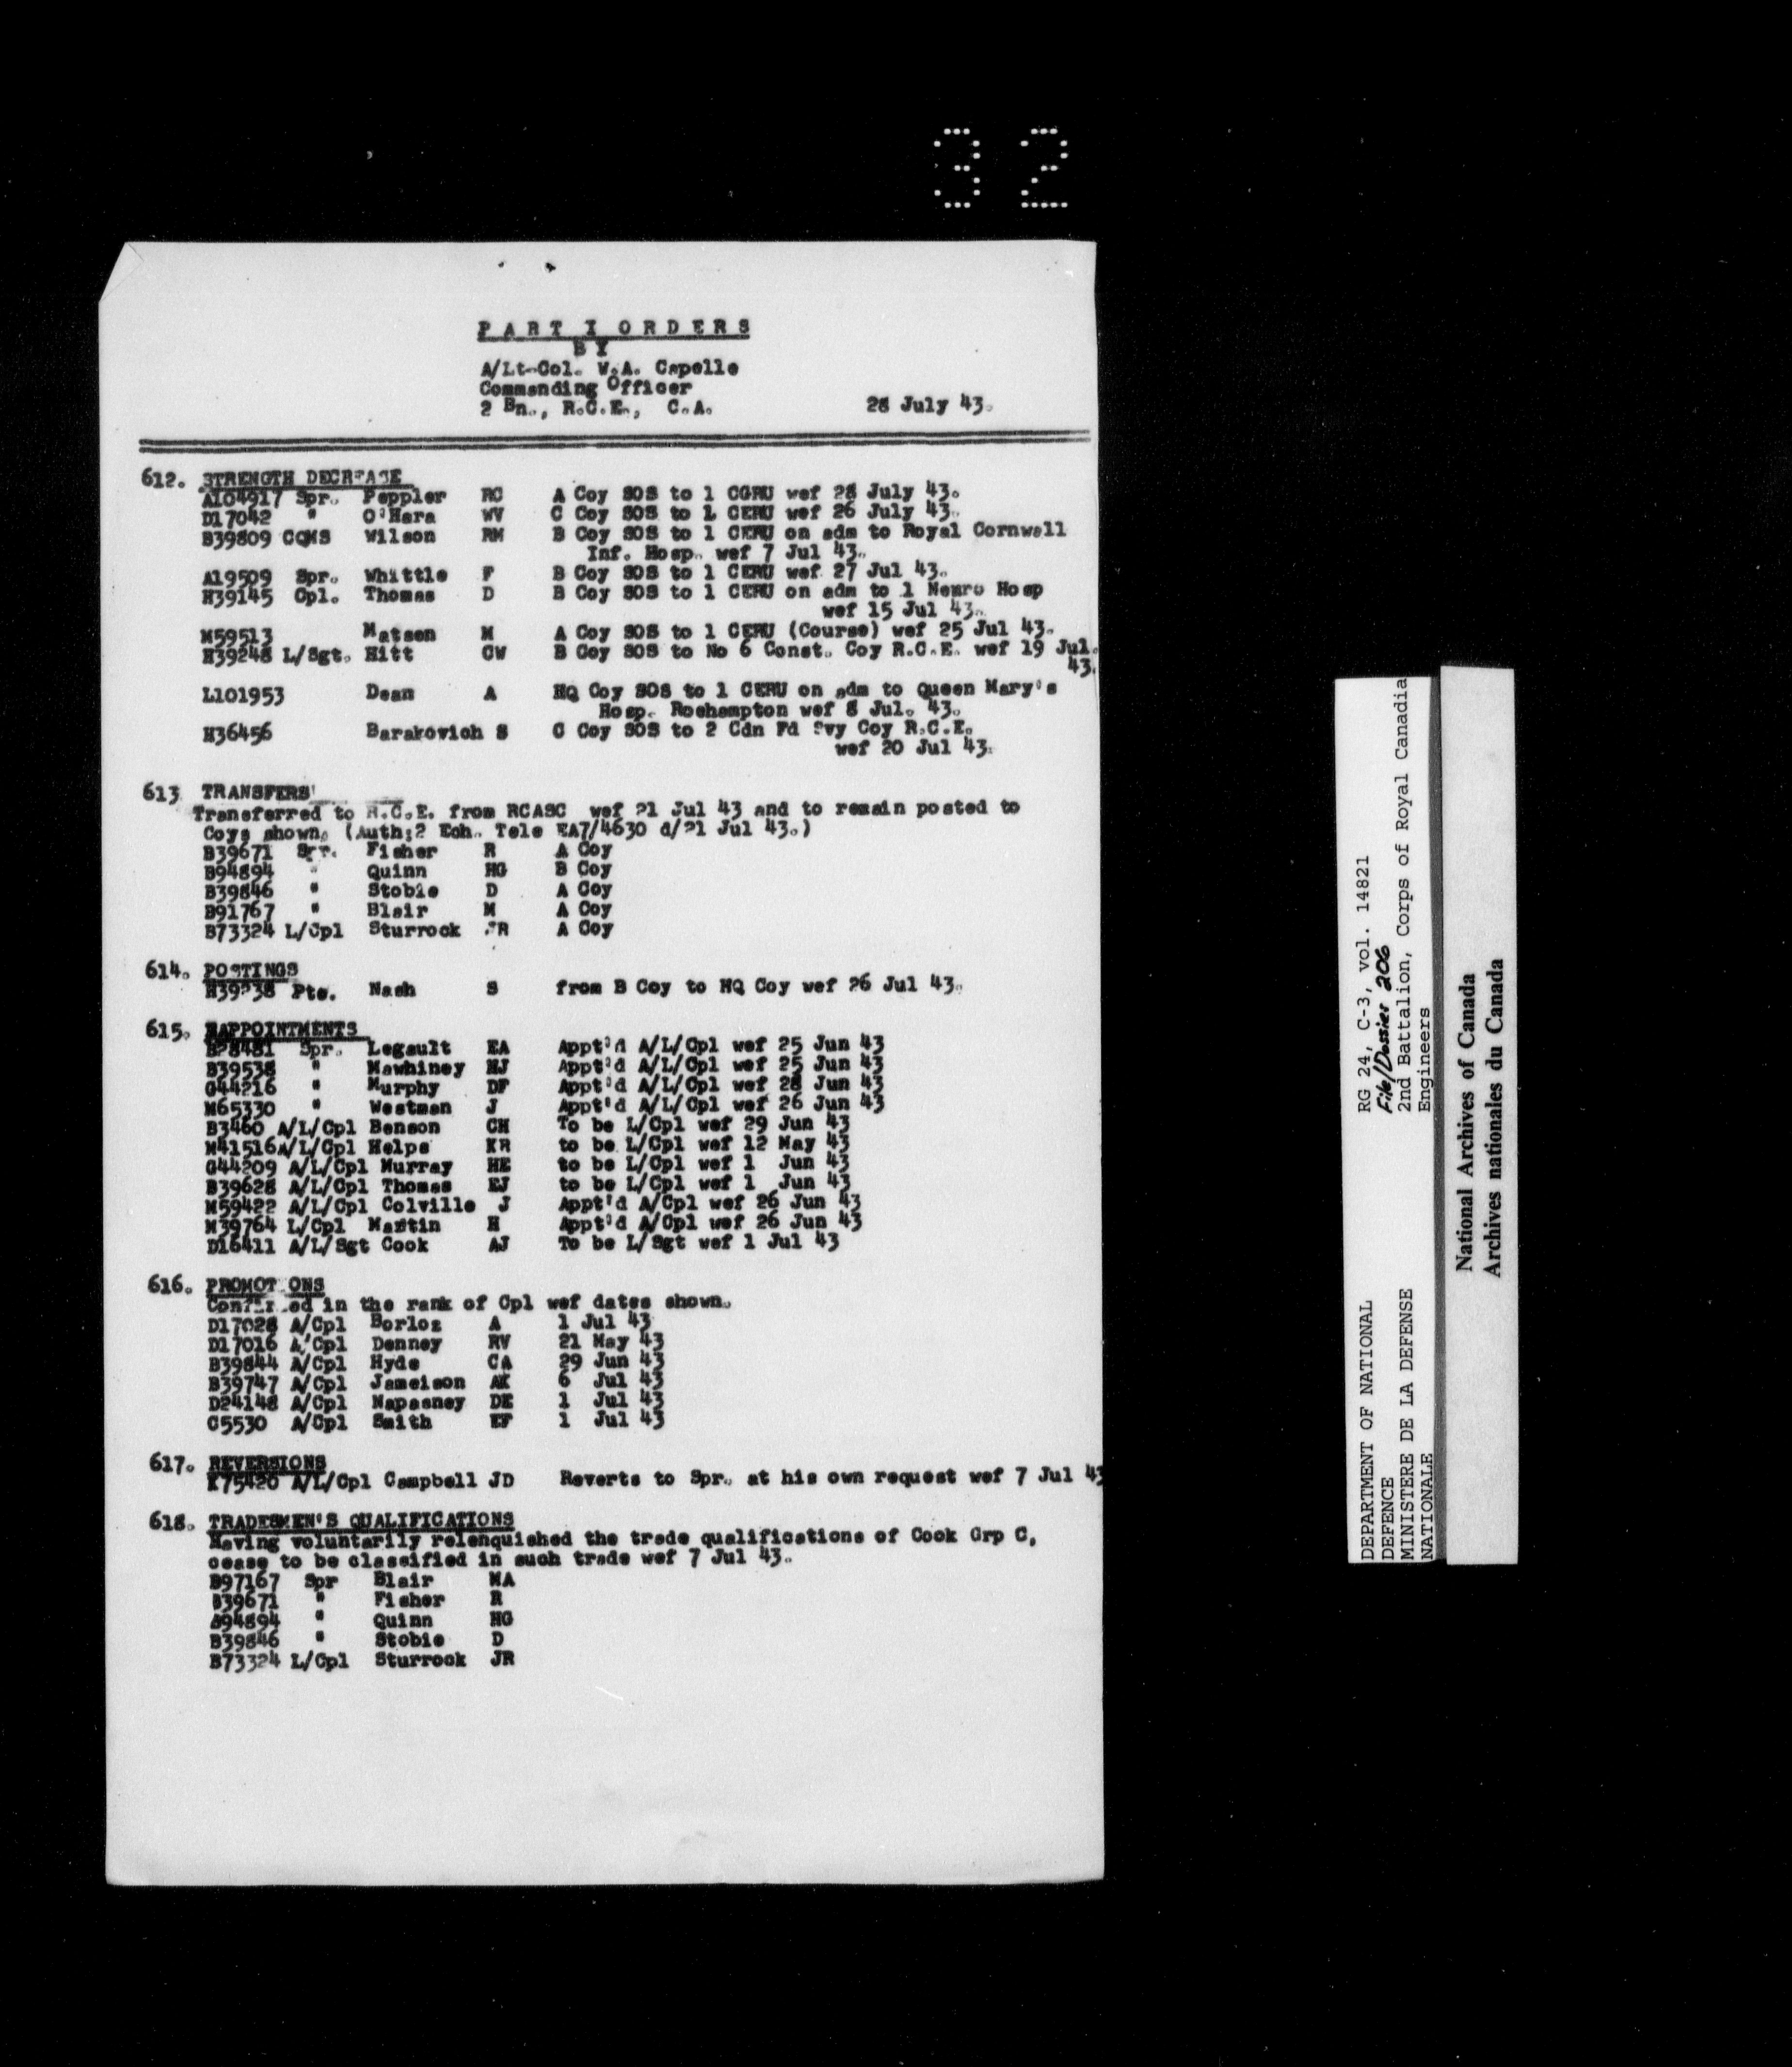 32
PART I ORDERS
BY
A/Lt-Col. W.A. Capelle
Commanding Officer
2 Bn., R.C.E., C.A. 28 July 43.
612. STRENGTH DECREASE
A104917 Spr. Peppler RC A Coy SOS to 1 CGRU wef 28 July 43.
D17042 " O'Hara WV C Coy SOS to 1 CERU wef 26 July 43.
B39809 CQMS Wilson RM B Coy SOS to 1 CERU on adm to Royal Cornwall
Inf. Hosp. wef 7 Jul 43.
A19509 Spr. Whittle F B Coy SOS to 1 CERU wef 27 Jul 43.
H39145 Cpl. Thomas D B Coy SOS to 1 CERU on adm to 1 Neuro Hosp
wef 15 Jul 43.
M59513 Matson M A Coy SOS to 1 CERU (Course) wef 25 Jul 43.
H39248 L/Sgt. Hitt CW B Coy SOS to No 6 Const. Coy R.C.E. wef 19 Jul.
43.
L101953 Dean A HQ Coy SOS to 1 CERU on adm to Queen Mary's
Hosp. Roehampton wef 8 Jul. 43.
H36456 Barakovich S C Coy SOS to 2 Cdn Fd Svy Coy R.C.E.
wef 20 Jul 43.
613 TRANSFERS
Transferred to R.C.E. from RCASC wef 21 Jul 43 and to remain posted to
Coys shown. (Auth:2 Ech. Tele EA7/4630 d/21 Jul 43.)
B39671 Spr. Fisher R A Coy
B94894 " Quinn HG B Coy
B39846 " Stobie D A Coy
B91767 " Blair M A Coy
B73324 L/Cpl Sturrock JR A Coy
614. POSTINGS
H39238 Pte. Nash S from B Coy to HQ Coy wef 26 Jul 43.
615. APPOINTMENTS
B28481 Spr. Legault EA Appt'd A/L/Cpl wef 25 Jun 43
B39538 " Mawhiney HJ Appt'd A/L/Cpl wef 25 Jun 43
G44216 " Murphy DF Appt'd A/L/Cpl wef 28 Jun 43
M65330 " Westman J Appt'd A/L/Cpl wef 26 Jun 43
B3460 A/L/Cpl Benson CH To be L/Cpl wef 29 Jun 43
M41516A/L/Cpl Helps KR to be L/Cpl wef 12 May 43
G44209 A/L/Cpl Murray HE to be L/Cpl wef 1 Jun 43
B39628 A/L/Cpl Thomas EJ to be L/Cpl wef 1 Jun 43
M59422 A/L/Cpl Colville J Appt'd A/Cpl wef 26 Jun 43
M39764 L/Cpl Martin H Appt'd A/Cpl wef 26 Jun 43
D16411 A/L/Sgt Cook AJ To be L/Sgt wef 1 Jul 43
616. PROMOTIONS
Confirmed in the rank of Cpl wef dates shown.
D17028 A/Cpl Borloz A 1 Jul 43
D17016 A/Cpl Denney RV 21 May 43
B39844 A/Cpl Hyde CA 29 Jun 43
B39747 A/Cpl Jameison AK 6 Jul 43
D24148 A/Cpl Napasney DE 1 Jul 43
C5530 A/Cpl Smith EF 1 Jul 43
617. REVERSIONS
K75420 A/L/Cpl Campbell JD Reverts to Spr. at his own request wef 7 Jul 43
618. TRADESMEN'S QUALIFICATIONS
Having voluntarily relenquished the trade qualifications of Cook Grp C,
cease to be classified in such trade wef 7 Jul 43.
B97167 Spr Blair MA
B39671 " Fisher R
B94894 " Quinn HG
B39846 " Stobie D
B73324 L/Cpl Sturrock JR
DEPARTMENT OF NATIONAL
DEFENCE
MINISTERE DE LA DEFENSE
NATIONALE
RG 24, C-3, vol. 14821
File/Dossier 206
2nd Battalion, Corps of Royal Canadia
Engineers
National Archives of Canada
Archives nationales du Canada